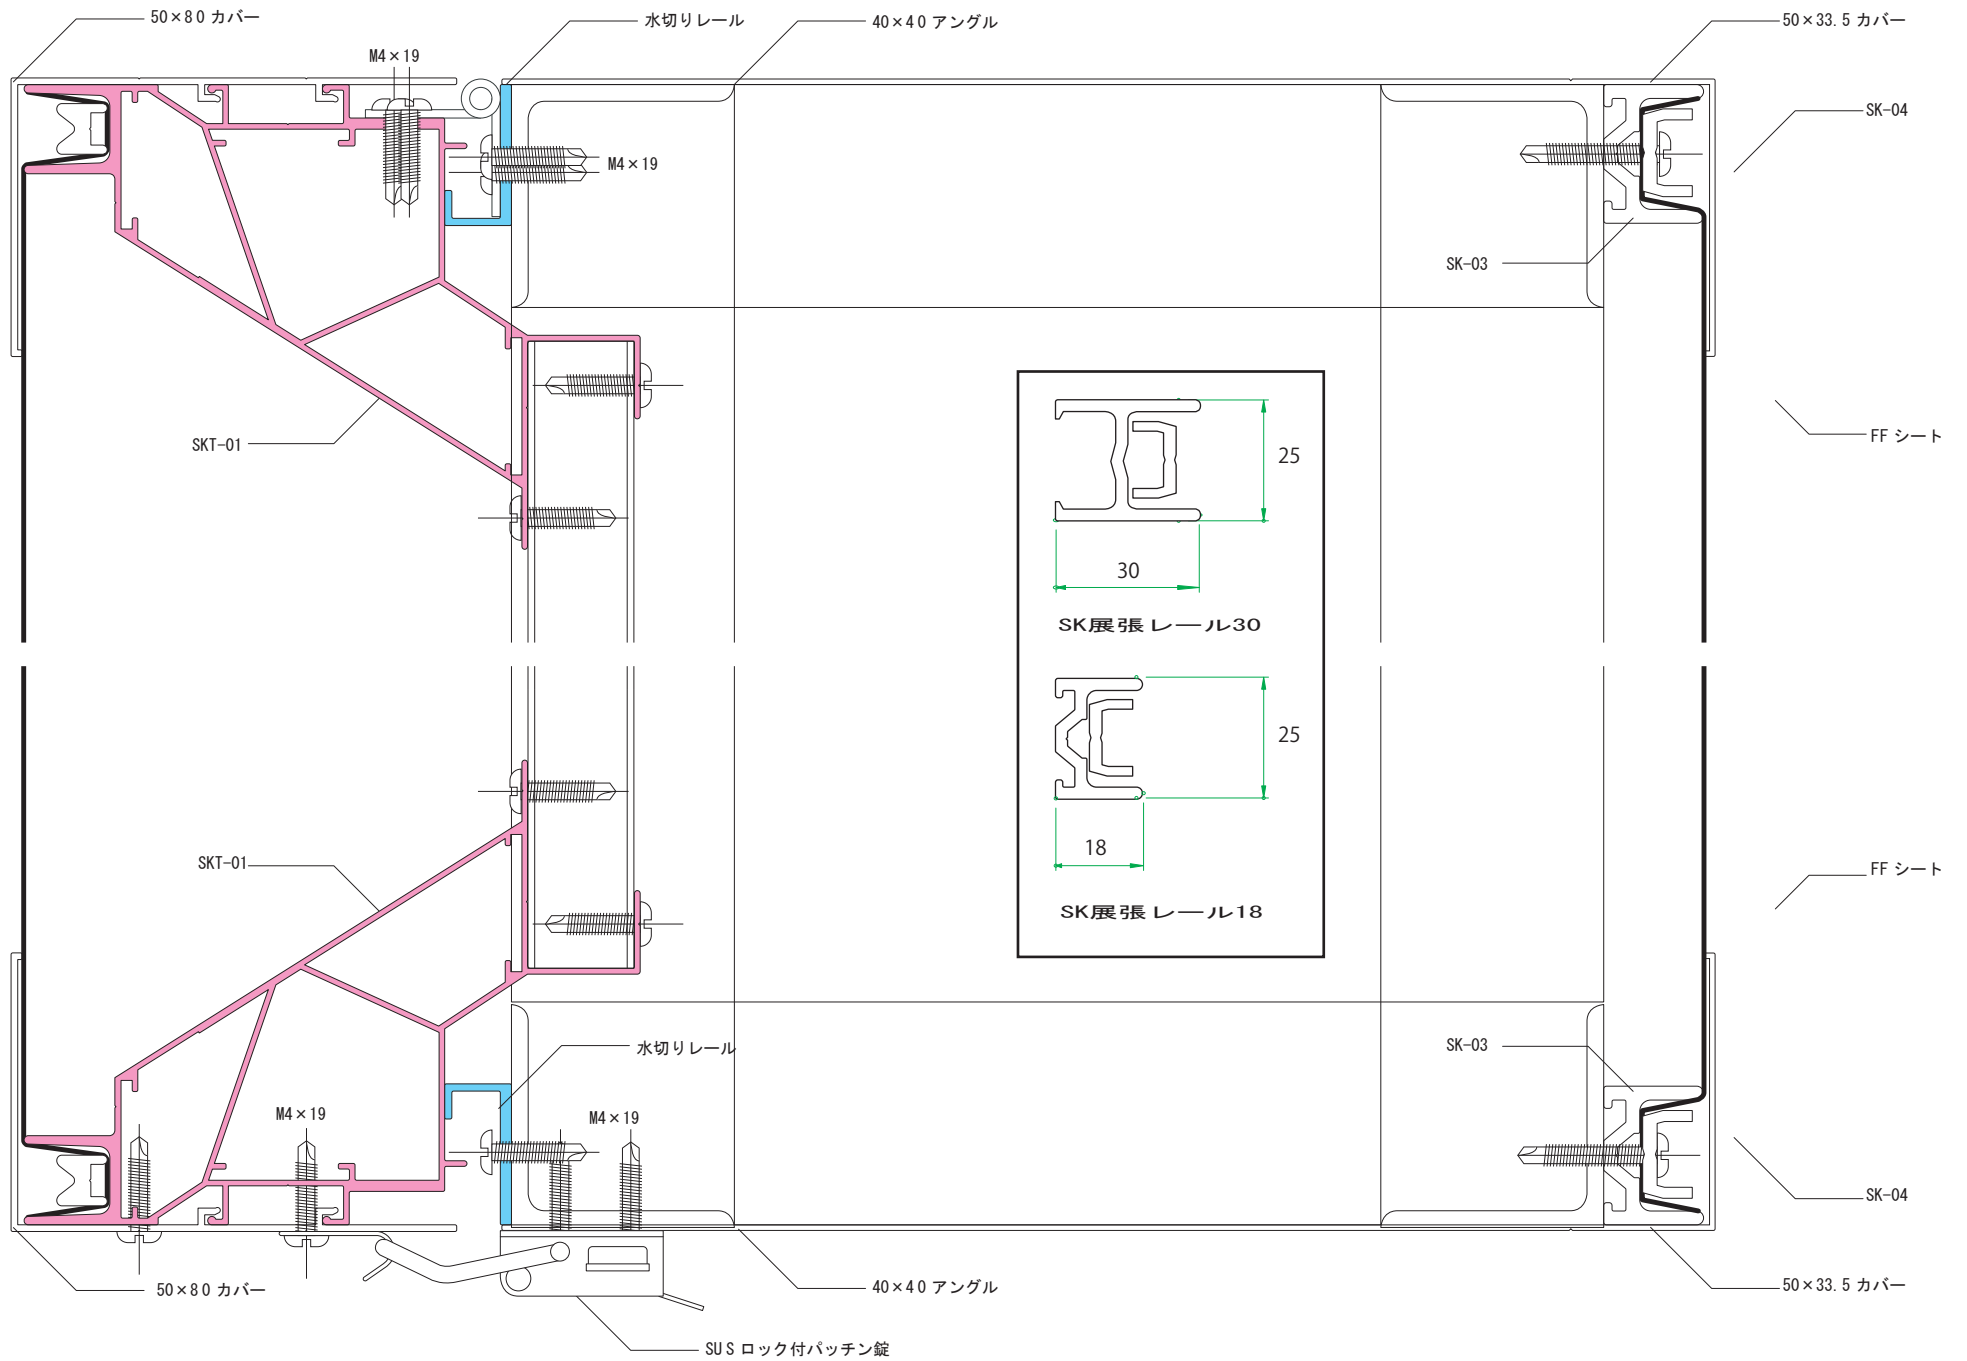 50×80 カバー
水切りレール
40×40 アングル
50×33.5 カバー
M4×19
SK-04
M4×19
SK-03
SKT-01
FF シート
25
30
SK展張レール30
25
18
SK展張レール18
SKT-01
FF シート
水切りレール
SK-03
M4×19
M4×19
SK-04
50×80 カバー
40×40 アングル
50×33.5 カバー
SUS ロック付パッチン錠